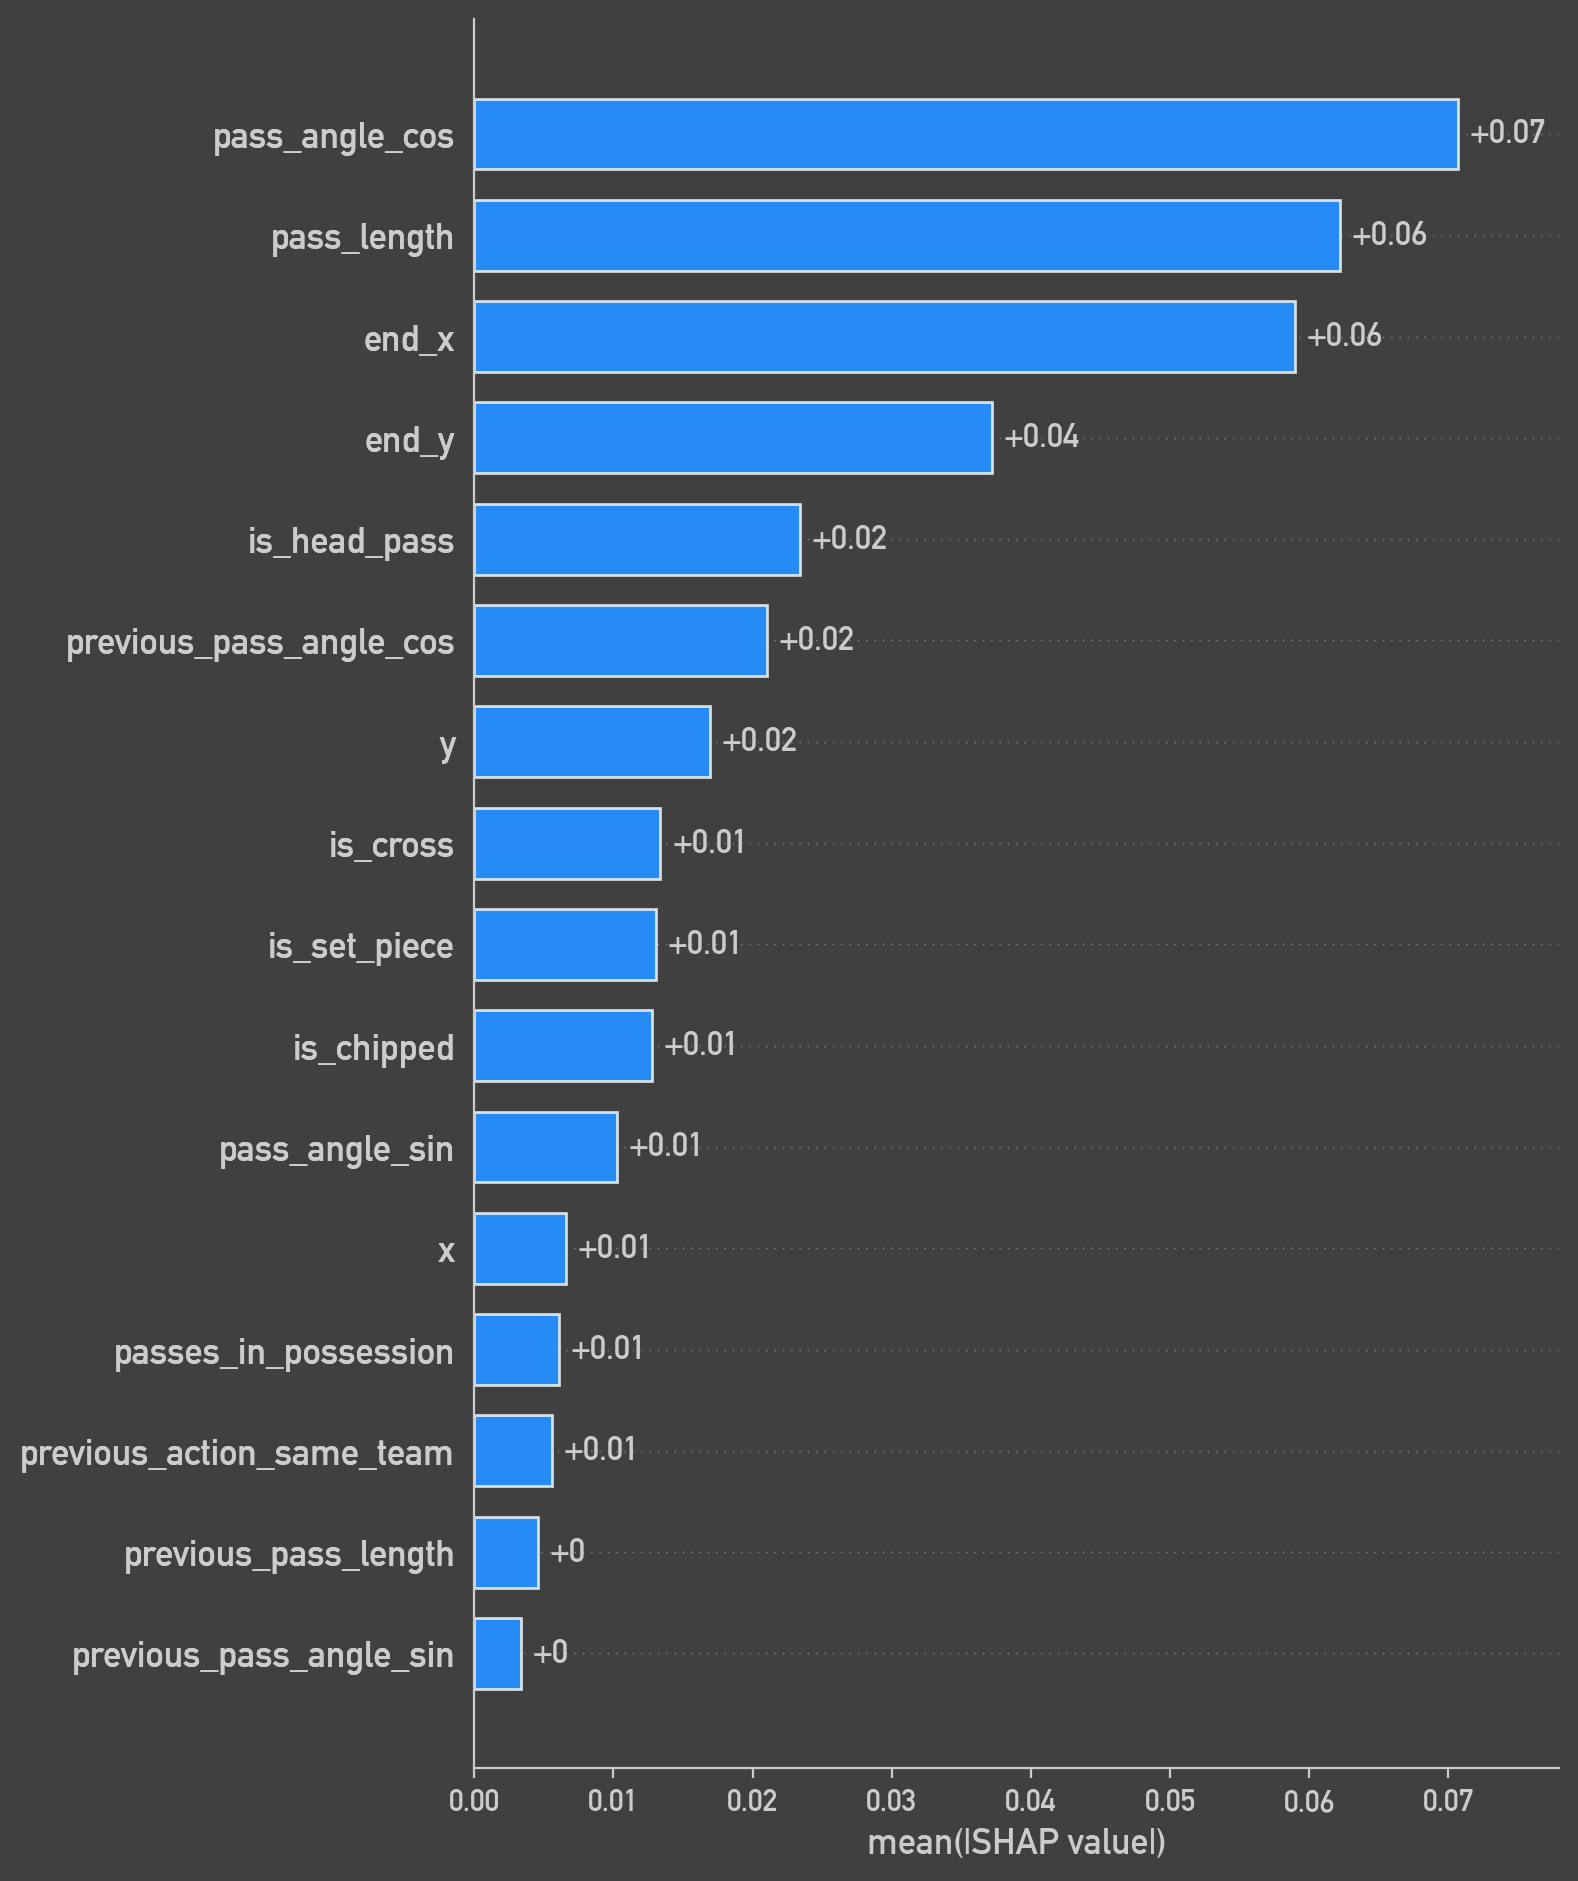 pass_angle_cos +0.07
pass_length +0.06
end_x +0.06
end_y +0.04
is_head_pass +0.02
previous_pass_angle_cos +0.02
y +0.02
is_cross +0.01
is_set_piece +0.01
is_chipped +0.01
pass_angle_sin +0.01
x +0.01
passes_in_possession +0.01
previous_action_same_team +0.01
previous_pass_length +0
previous_pass_angle_sin +0
0.00 0.01 0.02 0.03 0.04 0.05 0.06 0.07
mean(|SHAP value|)